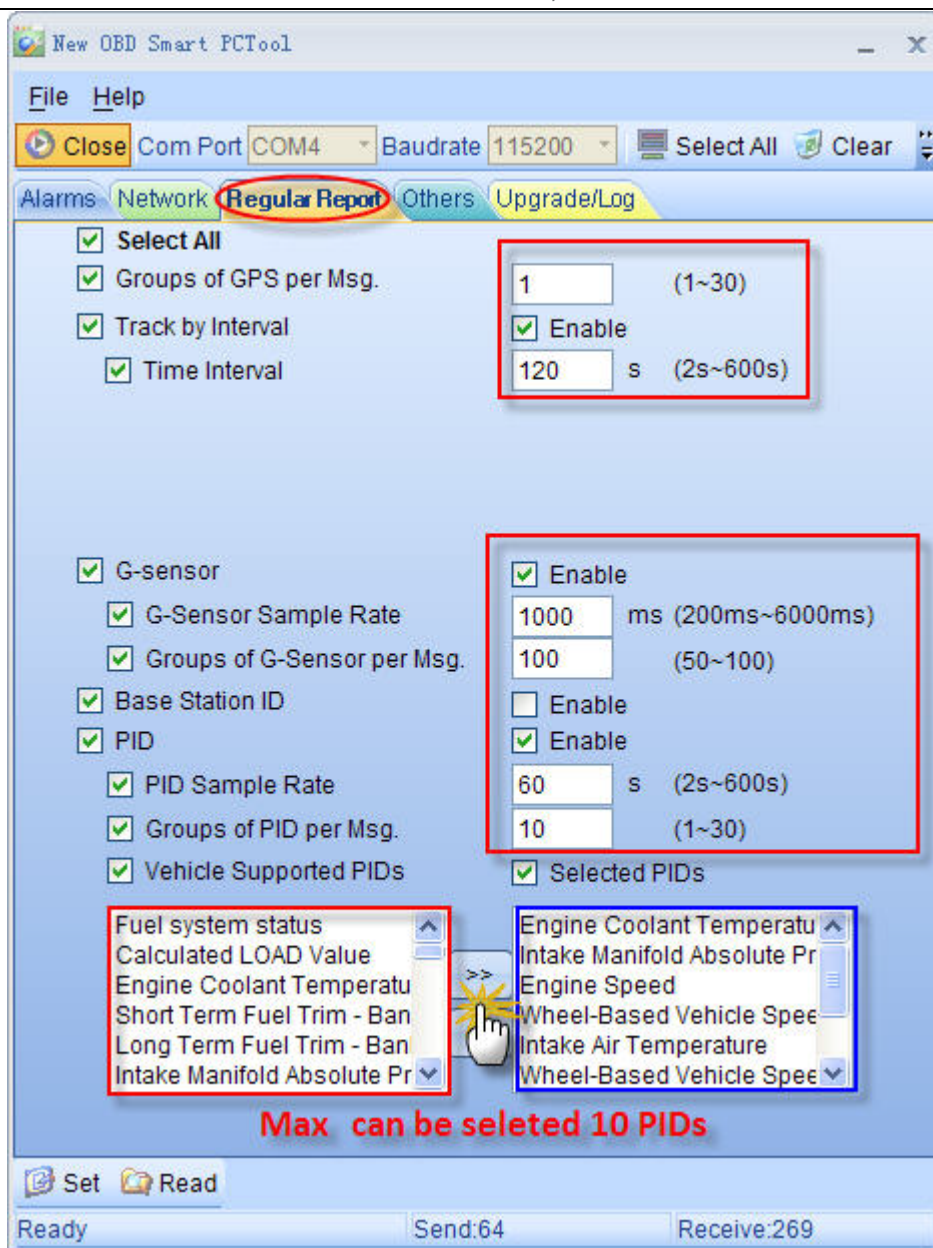 New OBD Smart PCTool
File Help
Close Com Port COM4 Baudrate 115200 Select All Clear
Alarms Network Regular Report Others Upgrade/Log
Select All
Groups of GPS per Msg. 1 (1~30)
Track by Interval Enable
Time Interval 120 s (2s~600s)
G-sensor Enable
G-Sensor Sample Rate 1000 ms (200ms~6000ms)
Groups of G-Sensor per Msg. 100 (50~100)
Base Station ID Enable
PID Enable
PID Sample Rate 60 s (2s~600s)
Groups of PID per Msg. 10 (1~30)
Vehicle Supported PIDs Selected PIDs
Fuel system status
Calculated LOAD Value
Engine Coolant Temperatu
Short Term Fuel Trim - Ban
Long Term Fuel Trim - Ban
Intake Manifold Absolute Pr
>>
Engine Coolant Temperatu
Intake Manifold Absolute Pr
Engine Speed
Wheel-Based Vehicle Spee
Intake Air Temperature
Wheel-Based Vehicle Spee
Max can be seleted 10 PIDs
Set Read
Ready Send:64 Receive:269